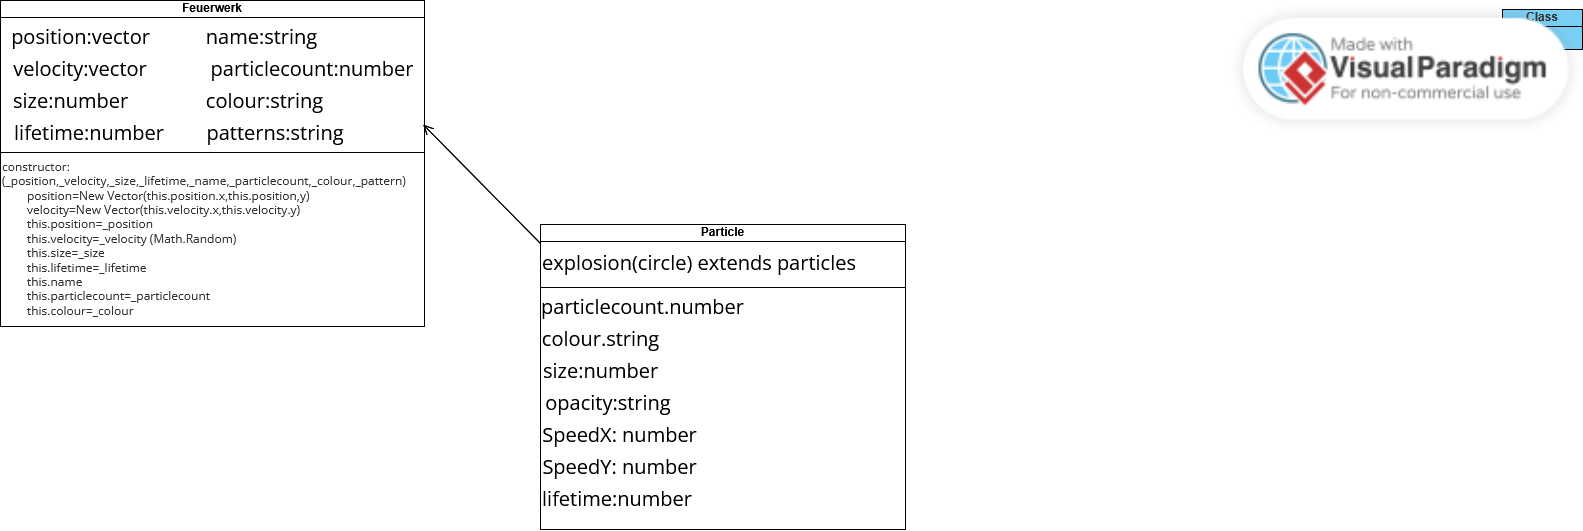 Feuerwerk
position:vector name:string
velocity:vector particlecount:number
size:number colour:string
lifetime:number patterns:string
constructor:
(_position,_velocity,_size,_lifetime,_name,_particlecount,_colour,_pattern)
position=New Vector(this.position.x,this.position,y)
velocity=New Vector(this.velocity.x,this.velocity.y)
this.position=_position
this.velocity=_velocity (Math.Random)
this.size=_size
this.lifetime=_lifetime
this.name
this.particlecount=_particlecount
this.colour=_colour
Particle
explosion(circle) extends particles
particlecount.number
colour.string
size:number
opacity:string
SpeedX: number
SpeedY: number
lifetime:number
Class
Made with
Visual Paradigm
For non-commercial use